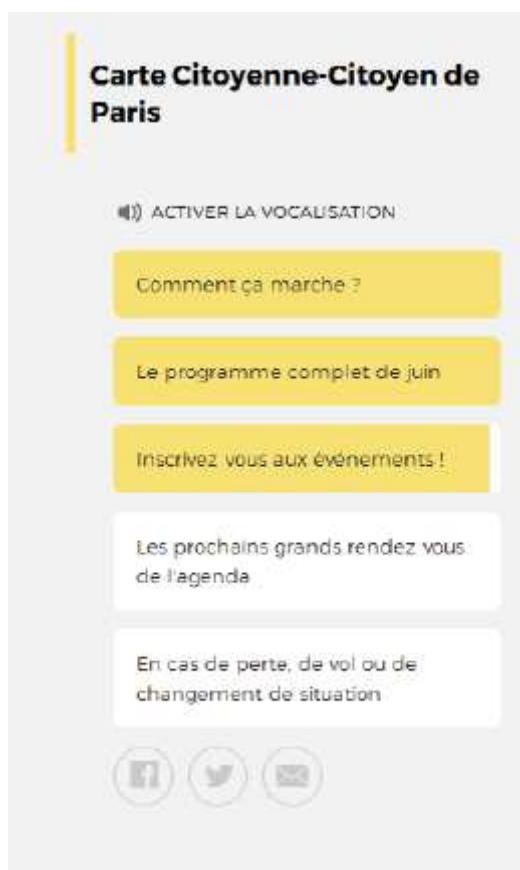 Carte Citoyenne-Citoyen de
Paris
ACTIVER LA VOCALISATION
Comment ça marche ?
Le programme complet de juin
Inscrivez vous aux événements !
Les prochains grands rendez vous
de l'agenda
En cas de perte, de vol ou de
changement de situation